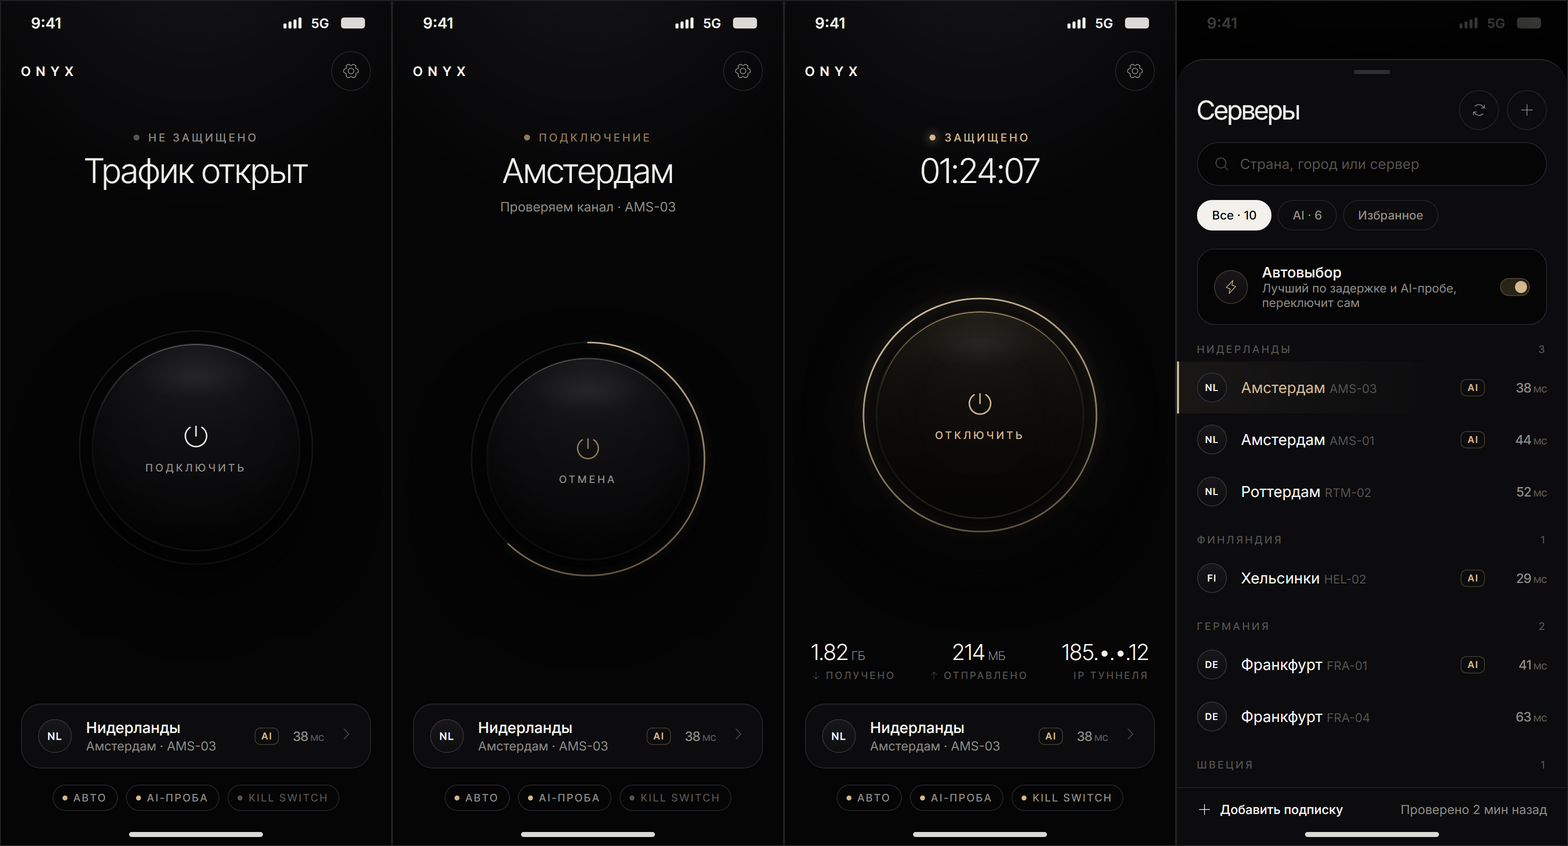 9:41
5G
ONYX
НЕ ЗАЩИЩЕНО
Трафик открыт
ПОДКЛЮЧИТЬ
NL
Нидерланды
Амстердам · AMS-03
AI
38 мс
АВТО
AI-ПРОБА
KILL SWITCH
9:41
5G
ONYX
ПОДКЛЮЧЕНИЕ
Амстердам
Проверяем канал · AMS-03
ОТМЕНА
NL
Нидерланды
Амстердам · AMS-03
AI
38 мс
АВТО
AI-ПРОБА
KILL SWITCH
9:41
5G
ONYX
ЗАЩИЩЕНО
01:24:07
ОТКЛЮЧИТЬ
1.82 ГБ
↓ ПОЛУЧЕНО
214 МБ
↑ ОТПРАВЛЕНО
185.•.•.12
IP ТУННЕЛЯ
NL
Нидерланды
Амстердам · AMS-03
AI
38 мс
АВТО
AI-ПРОБА
KILL SWITCH
9:41
5G
Серверы
Страна, город или сервер
Все · 10
AI · 6
Избранное
Автовыбор
Лучший по задержке и AI-пробе,
переключит сам
НИДЕРЛАНДЫ 3
NL Амстердам AMS-03 AI 38 мс
NL Амстердам AMS-01 AI 44 мс
NL Роттердам RTM-02 52 мс
ФИНЛЯНДИЯ 1
FI Хельсинки HEL-02 AI 29 мс
ГЕРМАНИЯ 2
DE Франкфурт FRA-01 AI 41 мс
DE Франкфурт FRA-04 63 мс
ШВЕЦИЯ 1
+ Добавить подписку
Проверено 2 мин назад